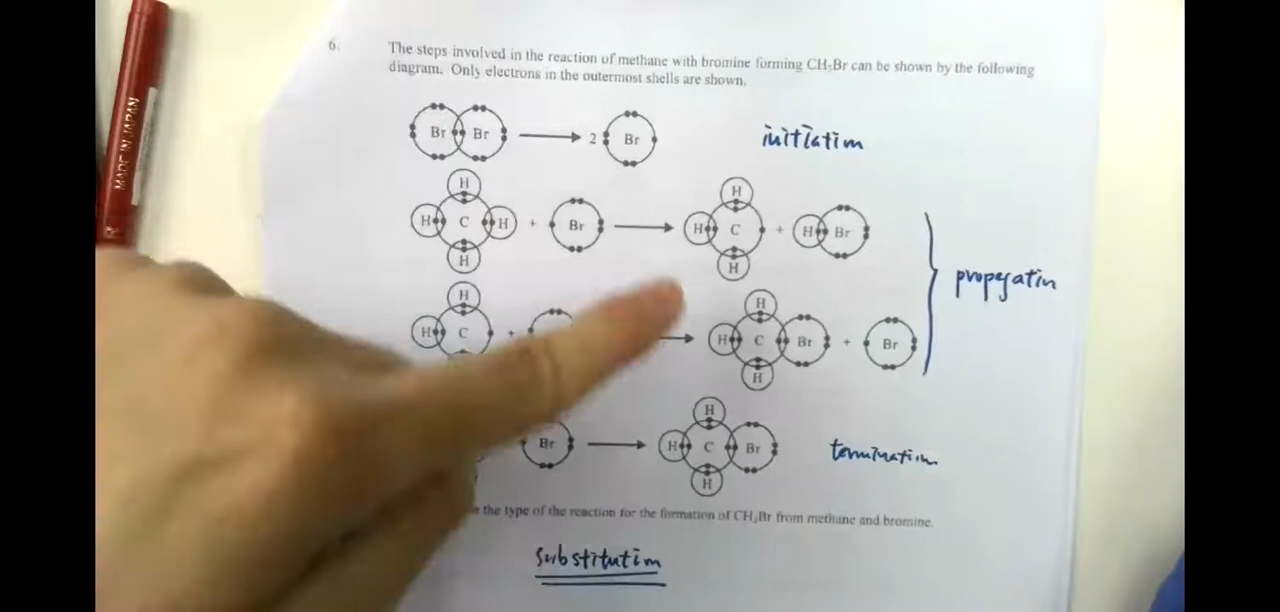 MADE IN JAPAN
6.
The steps involved in the reaction of methane with bromine forming CH₃Br can be shown by the following
diagram. Only electrons in the outermost shells are shown.
Br Br → 2 Br
initiation
H
H C H + Br → H C + H Br
H H
propagation
H H
H C + → H C Br + Br
H
H
Br → H C Br
H
termination
the type of the reaction for the formation of CH₃Br from methane and bromine.
substitution